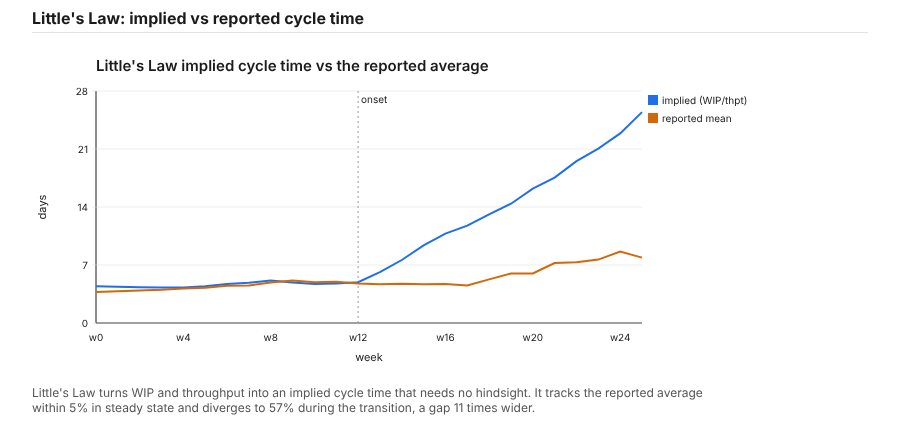 Little's Law: implied vs reported cycle time
Little's Law implied cycle time vs the reported average
28
onset
implied (WIP/thpt)
reported mean
21
days
14
7
0
w0 w4 w8 w12 w16 w20 w24
week
Little's Law turns WIP and throughput into an implied cycle time that needs no hindsight. It tracks the reported average
within 5% in steady state and diverges to 57% during the transition, a gap 11 times wider.